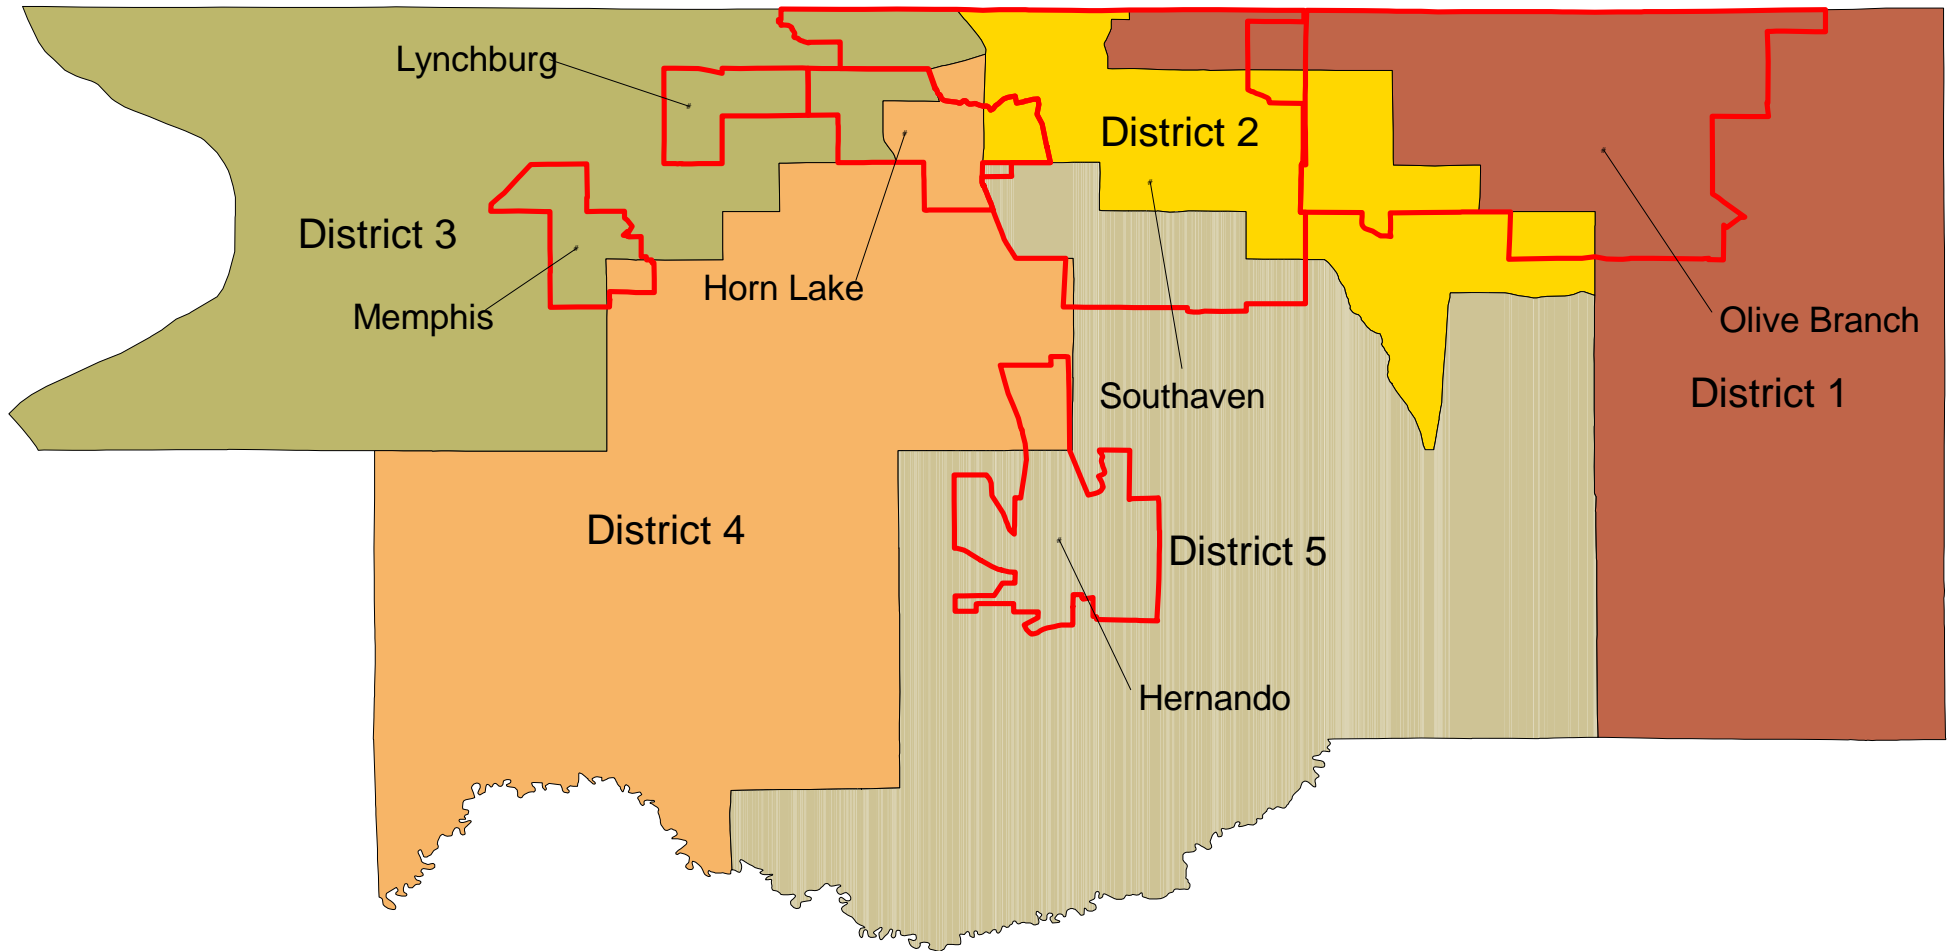 Lynchburg
District 2
District 3
Horn Lake
Memphis
Olive Branch
Southaven
District 1
District 4
District 5
Hernando